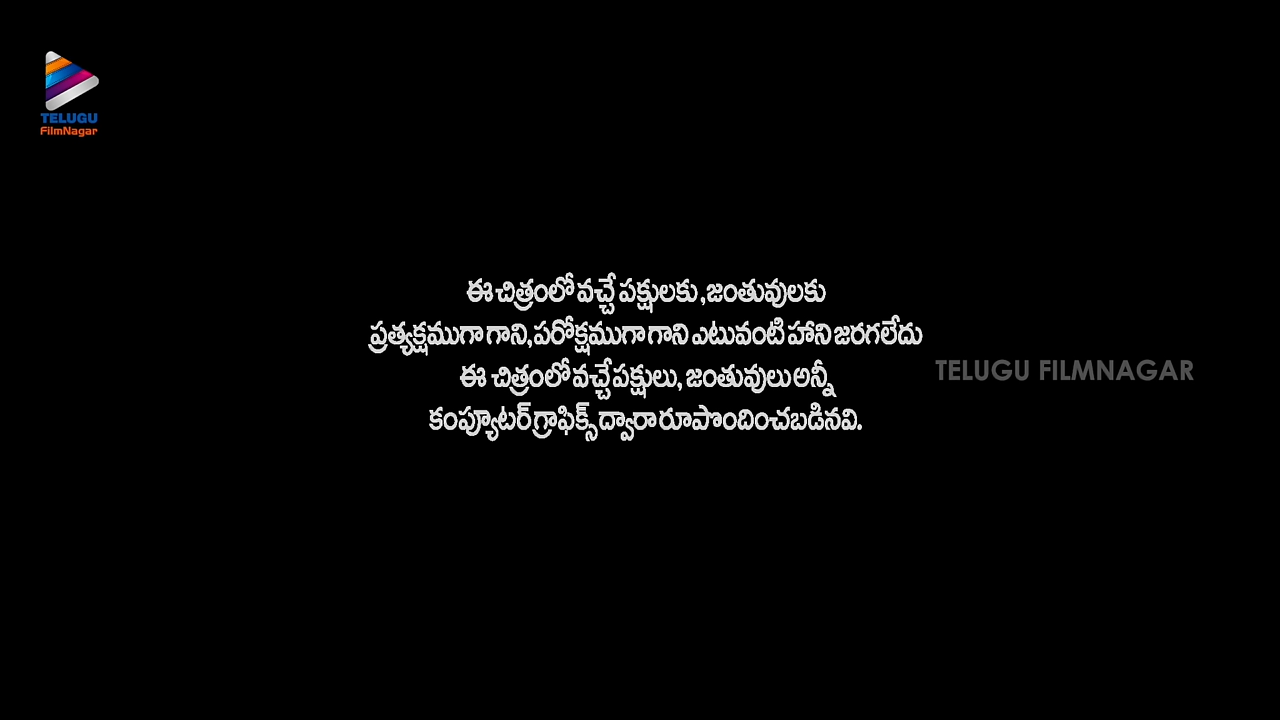 TELUGU
FilmNagar
ఈ చిత్రంలో వచ్చే పక్షులకు ,జంతువులకు
ప్రత్యక్షముగా గాని, పరోక్షముగా గాని ఎటువంటి హాని జరగలేదు
ఈ చిత్రంలో వచ్చే పక్షులు, జంతువులు అన్నీ
కంప్యూటర్ గ్రాఫిక్స్ ద్వారా రూపొందించబడినవి.
TELUGU FILMNAGAR